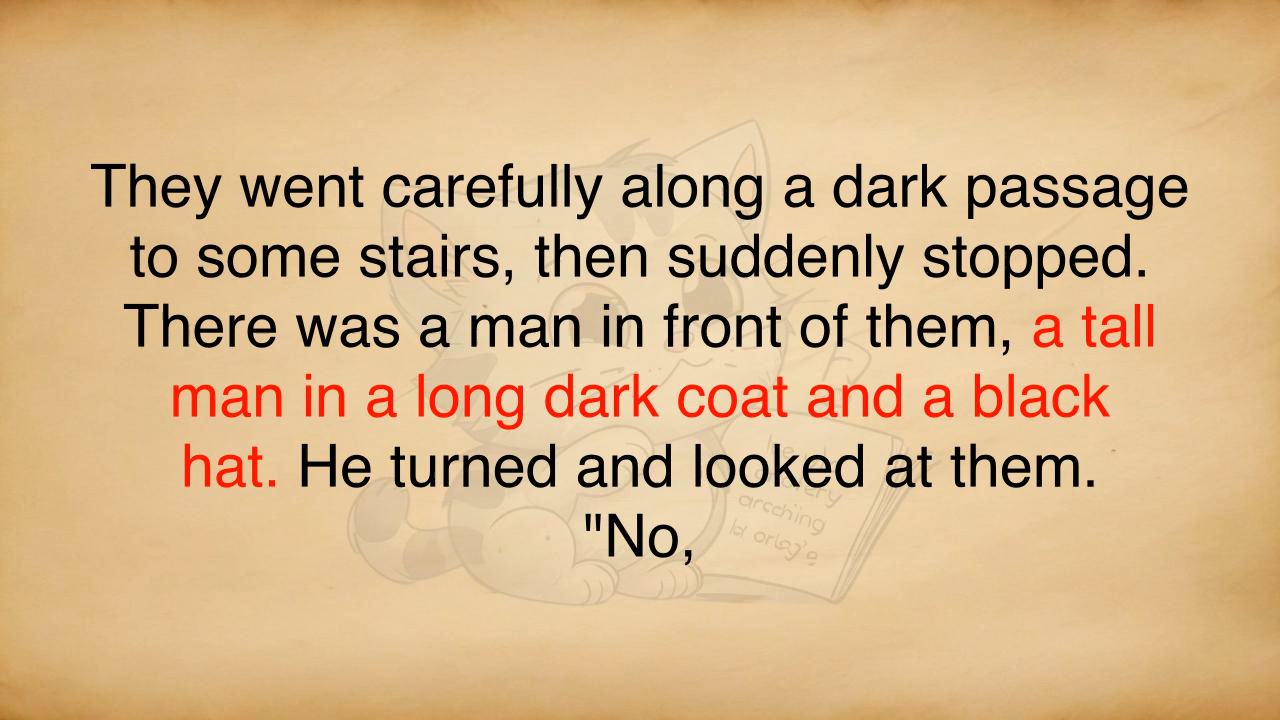 They went carefully along a dark passage
to some stairs, then suddenly stopped.
There was a man in front of them, a tall
man in a long dark coat and a black
hat. He turned and looked at them.
"No,